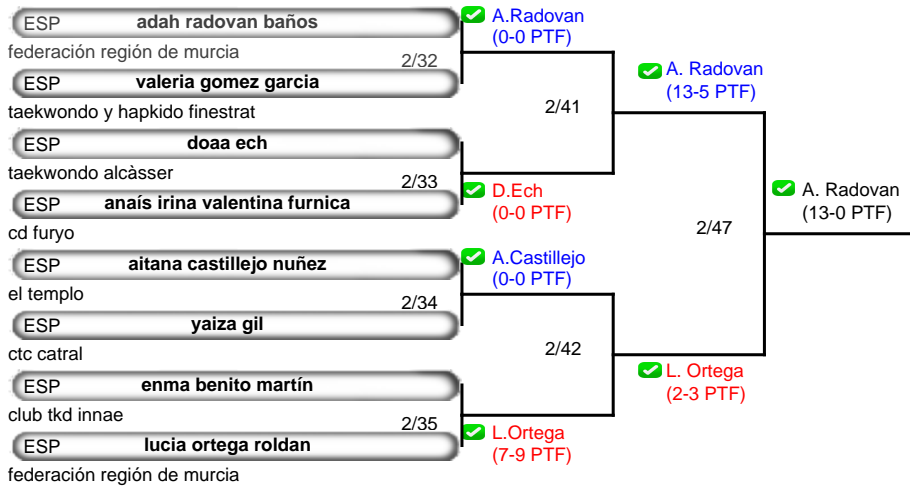 ESP adah radovan baños
federación región de murcia
2/32
ESP valeria gomez garcia
taekwondo y hapkido finestrat
ESP doaa ech
taekwondo alcàsser
2/33
ESP anaís irina valentina furnica
cd furyo
ESP aitana castillejo nuñez
el templo
2/34
ESP yaiza gil
ctc catral
ESP enma benito martín
club tkd innae
2/35
ESP lucia ortega roldan
federación región de murcia
A.Radovan
(0-0 PTF)
2/41
D.Ech
(0-0 PTF)
A.Castillejo
(0-0 PTF)
2/42
L.Ortega
(7-9 PTF)
A. Radovan
(13-5 PTF)
2/47
L. Ortega
(2-3 PTF)
A. Radovan
(13-0 PTF)